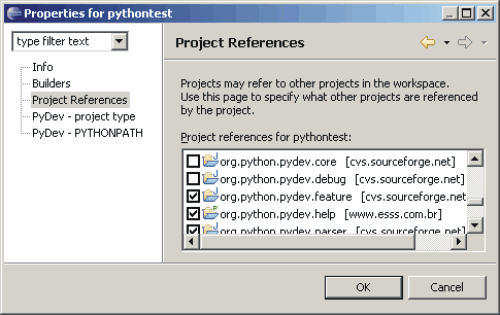 Properties for pythontest
type filter text
Project References
Info
Builders
Project References
PyDev - project type
PyDev - PYTHONPATH
Projects may refer to other projects in the workspace.
Use this page to specify what other projects are referenced
by the project.
Project references for pythontest:
org.python.pydev.core [cvs.sourceforge.net]
org.python.pydev.debug [cvs.sourceforge.net]
org.python.pydev.feature [cvs.sourceforge.net
org.python.pydev.help [www.esss.com.br]
org.python.pydev.parser [cvs.sourceforge.net]
OK
Cancel